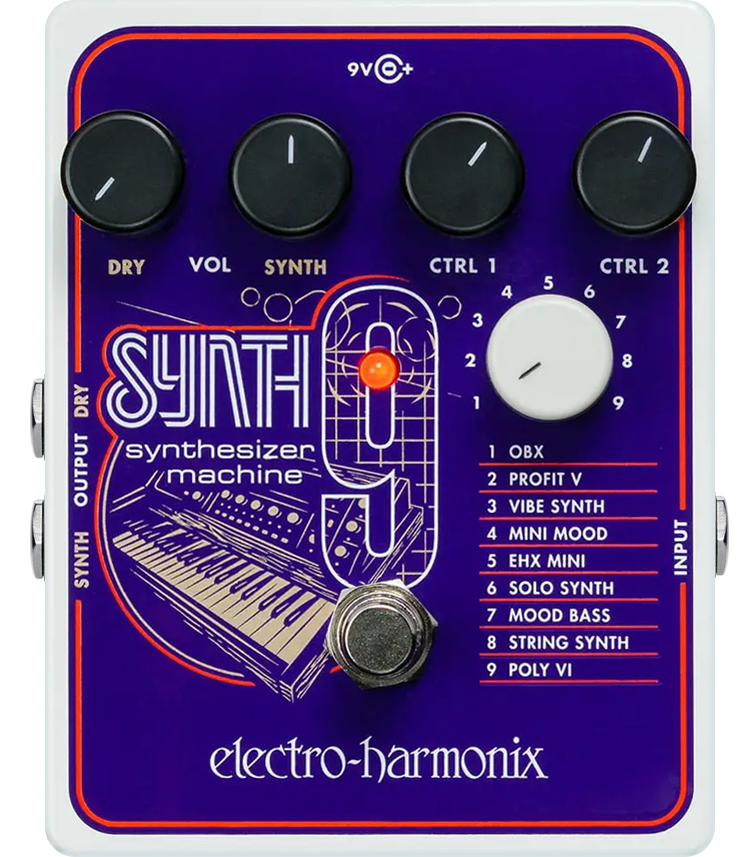 9V - +
DRY VOL SYNTH CTRL 1 CTRL 2
1 2 3 4 5 6 7 8 9
SYNTH
9
synthesizer
machine
SYNTH OUTPUT DRY
INPUT
1 OBX
2 PROFIT V
3 VIBE SYNTH
4 MINI MOOD
5 EHX MINI
6 SOLO SYNTH
7 MOOD BASS
8 STRING SYNTH
9 POLY VI
electro-harmonix